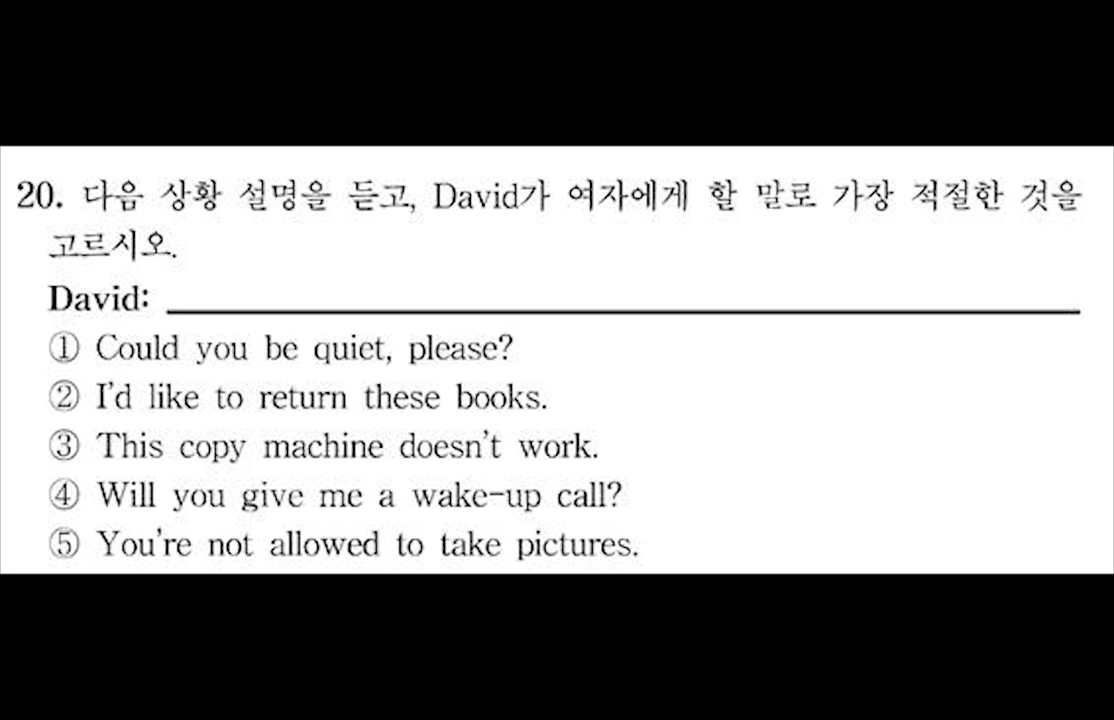 20. 다음 상황 설명을 듣고, David가 여자에게 할 말로 가장 적절한 것을
고르시오.
David:
① Could you be quiet, please?
② I'd like to return these books.
③ This copy machine doesn't work.
④ Will you give me a wake-up call?
⑤ You're not allowed to take pictures.